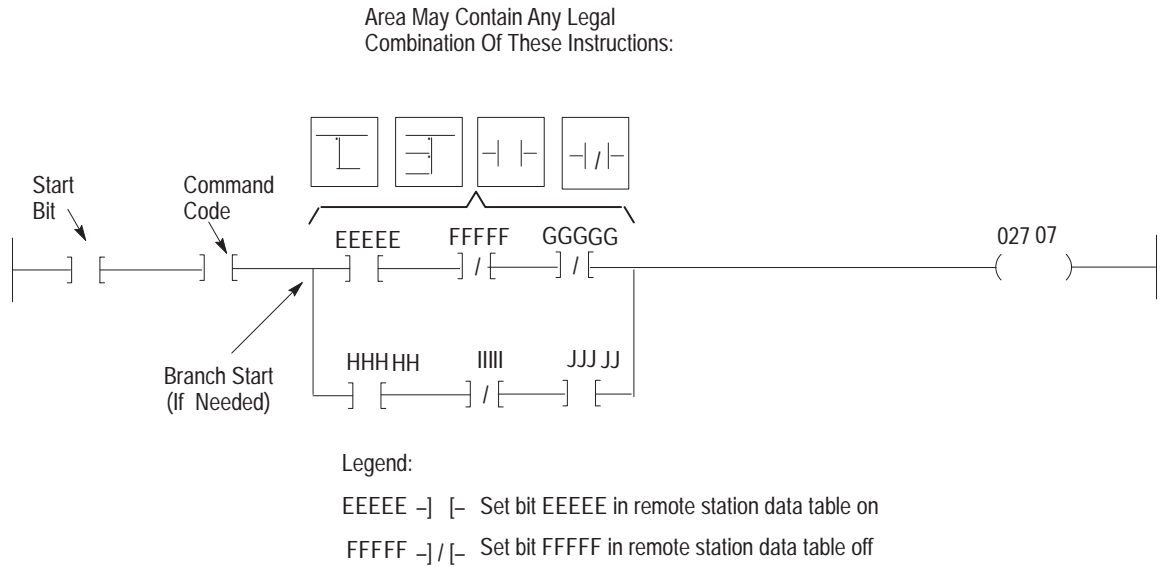 Area May Contain Any Legal
Combination Of These Instructions:
Start
Bit
Command
Code
EEEEE
FFFFF
GGGGG
027 07
Branch Start
(If Needed)
HHH HH
IIIII
JJJ JJ
Legend:
EEEEE –] [– Set bit EEEEE in remote station data table on
FFFFF –] / [– Set bit FFFFF in remote station data table off